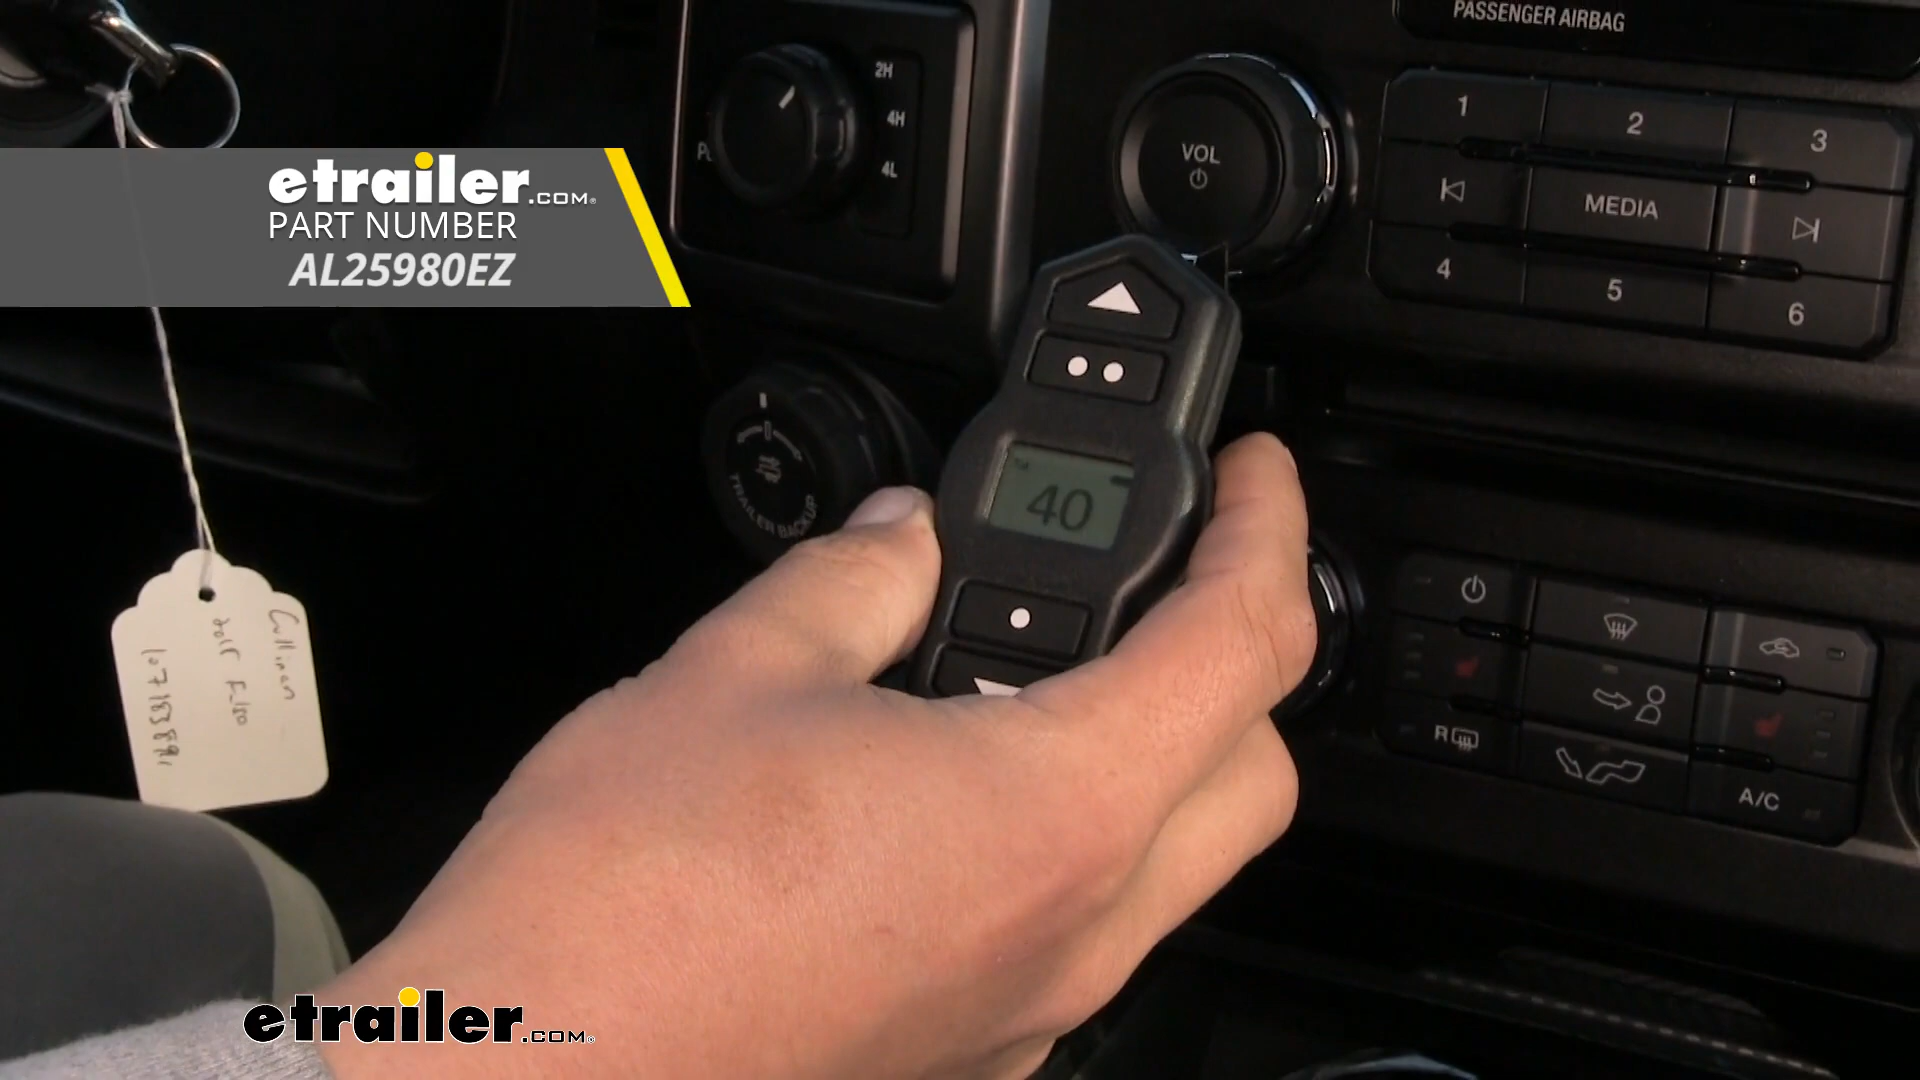 PASSENGER AIRBAG
2H
4H
4L
VOL
1
2
3
MEDIA
4
5
6
etrailer.COM
PART NUMBER
AL25980EZ
40
TRAILER BACKUP
Cullinan
R
A/C
etrailer.COM